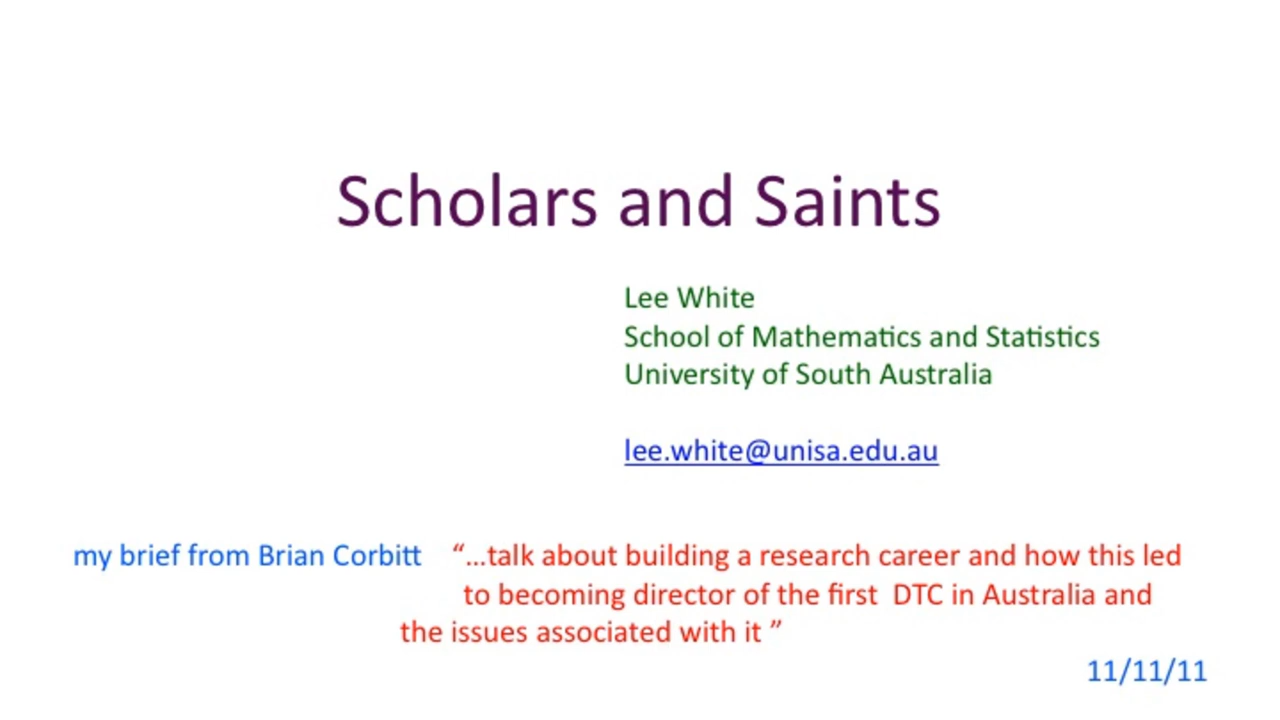 Scholars and Saints
Lee White
School of Mathematics and Statistics
University of South Australia
lee.white@unisa.edu.au
my brief from Brian Corbitt “…talk about building a research career and how this led
to becoming director of the first DTC in Australia and
the issues associated with it ”
11/11/11